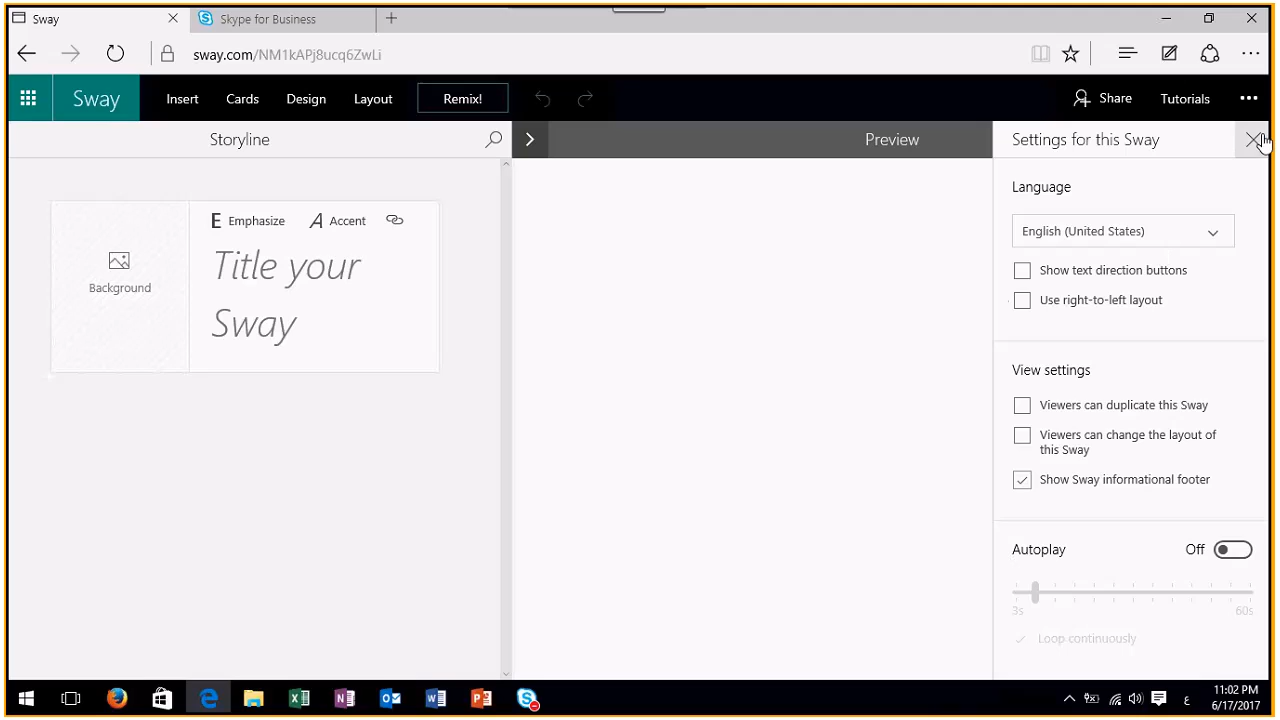 Sway
Skype for Business
sway.com/NM1kAPj8ucq6ZwLi
Sway
Insert
Cards
Design
Layout
Remix!
Share
Tutorials
Storyline
Preview
Settings for this Sway
Background
E Emphasize
A Accent
Title your
Sway
Language
English (United States)
Show text direction buttons
Use right-to-left layout
View settings
Viewers can duplicate this Sway
Viewers can change the layout of
this Sway
Show Sway informational footer
Autoplay
Off
3s
60s
Loop continuously
ع
11:02 PM
6/17/2017